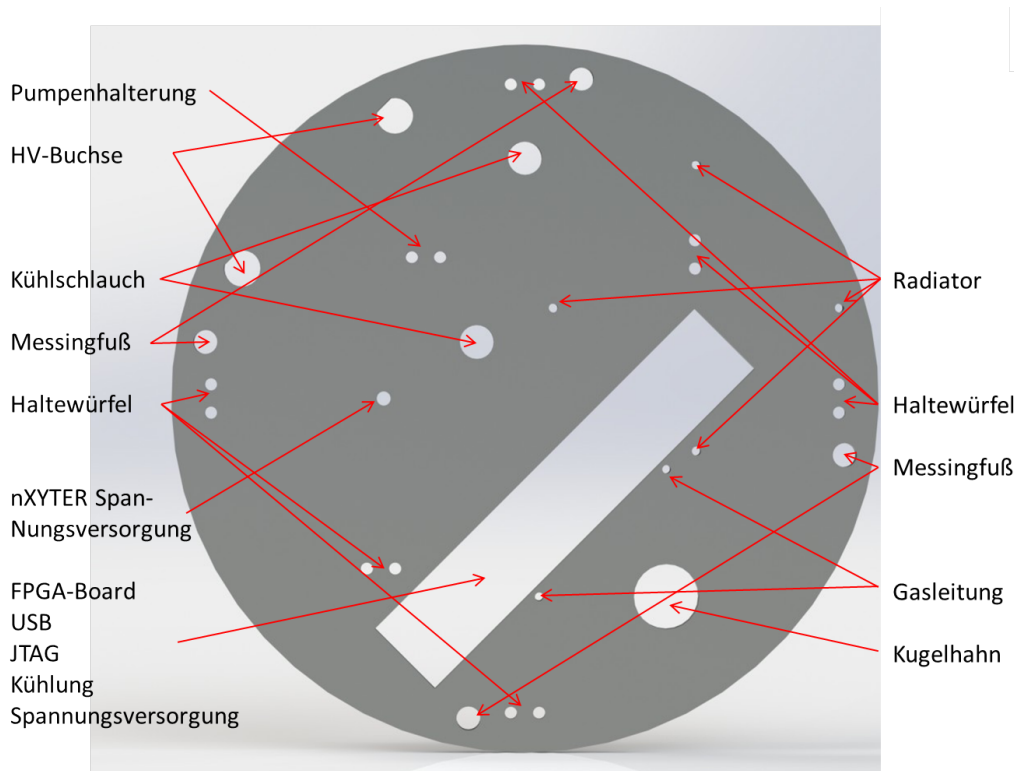 Pumpenhalterung
HV-Buchse
Kühlschlauch
Messingfuß
Haltewürfel
nXYTER Span-
Nungsversorgung
FPGA-Board
USB
JTAG
Kühlung
Spannungsversorgung
Radiator
Haltewürfel
Messingfuß
Gasleitung
Kugelhahn